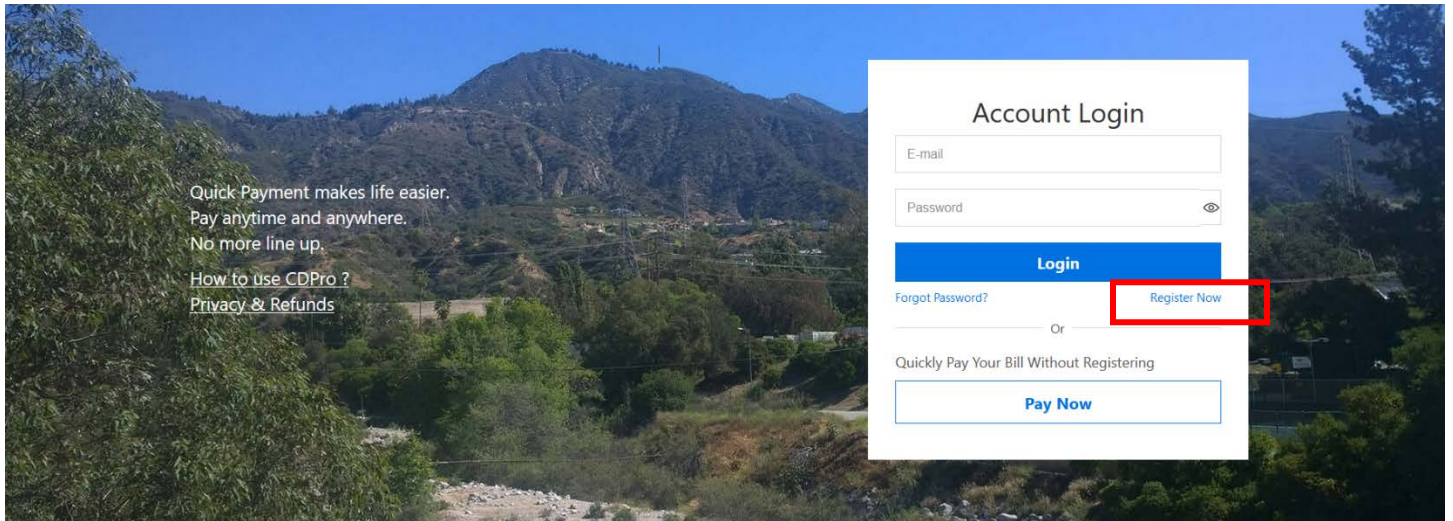 Quick Payment makes life easier.
Pay anytime and anywhere.
No more line up.
How to use CDPro ?
Privacy & Refunds
Account Login
E-mail
Password
Login
Forgot Password?
Register Now
Or
Quickly Pay Your Bill Without Registering
Pay Now